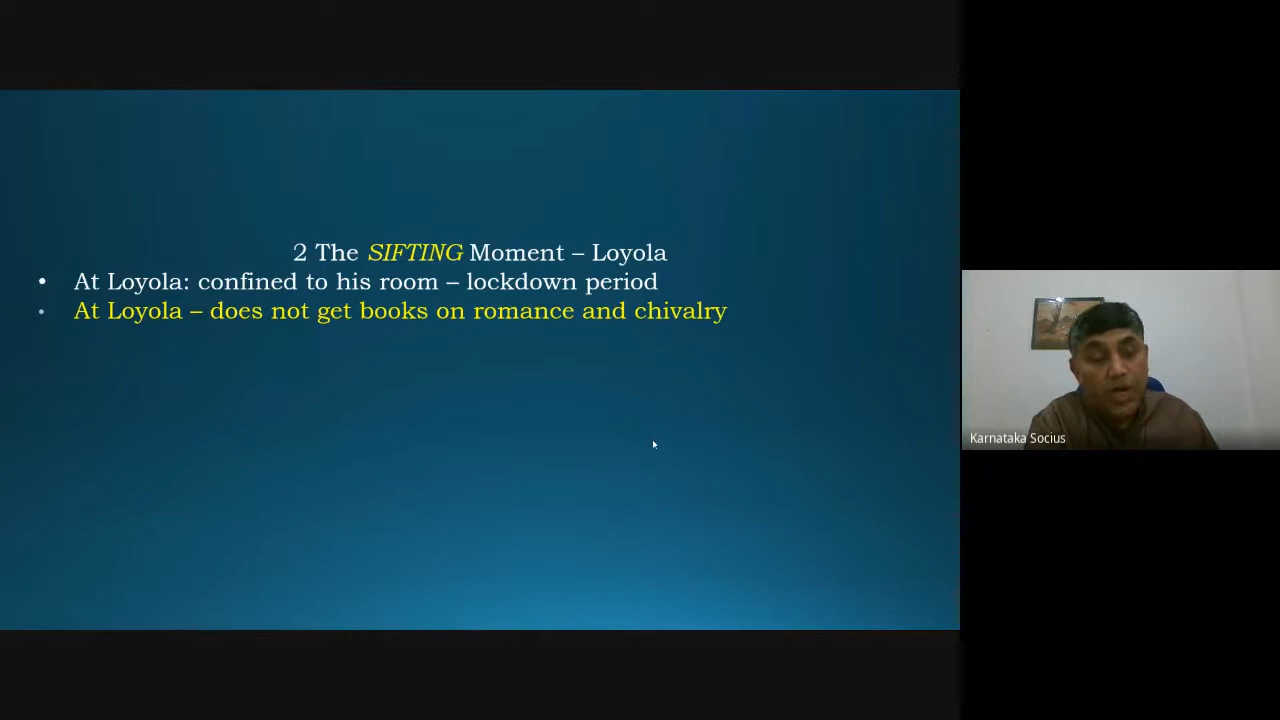 2 The SIFTING Moment – Loyola
• At Loyola: confined to his room – lockdown period
• At Loyola – does not get books on romance and chivalry
Karnataka Socius